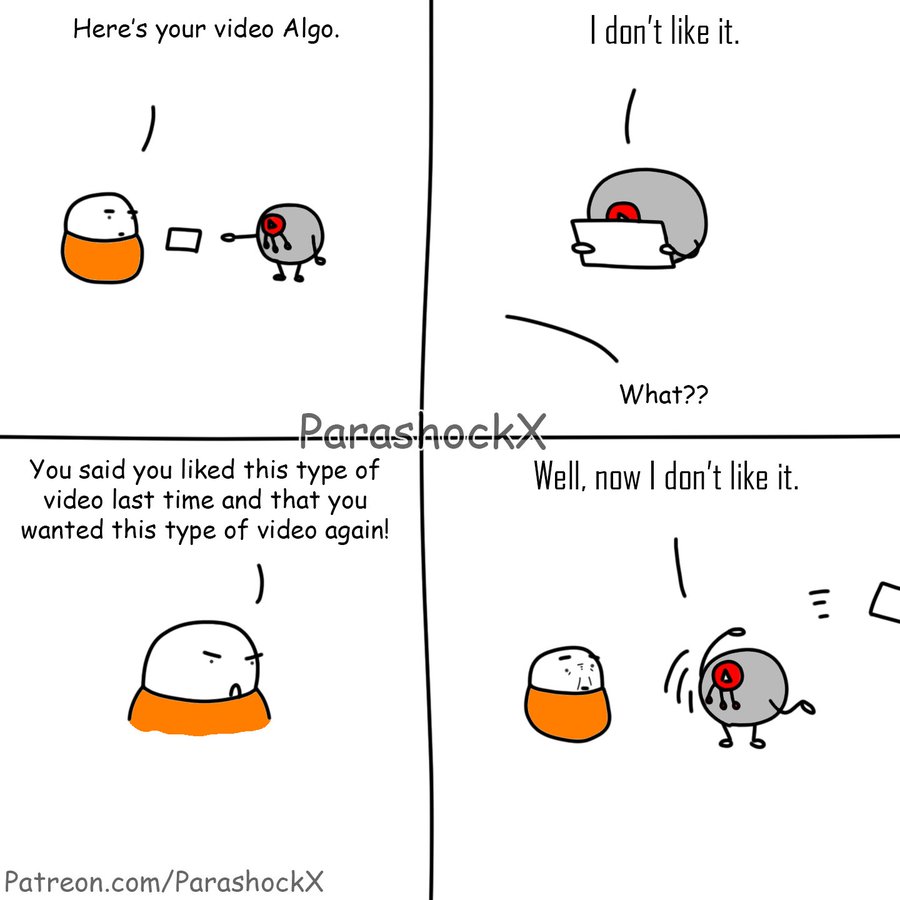 Here's your video Algo.
I don't like it.
What??
ParashockX
You said you liked this type of
video last time and that you
wanted this type of video again!
Well, now I don't like it.
Patreon.com/ParashockX